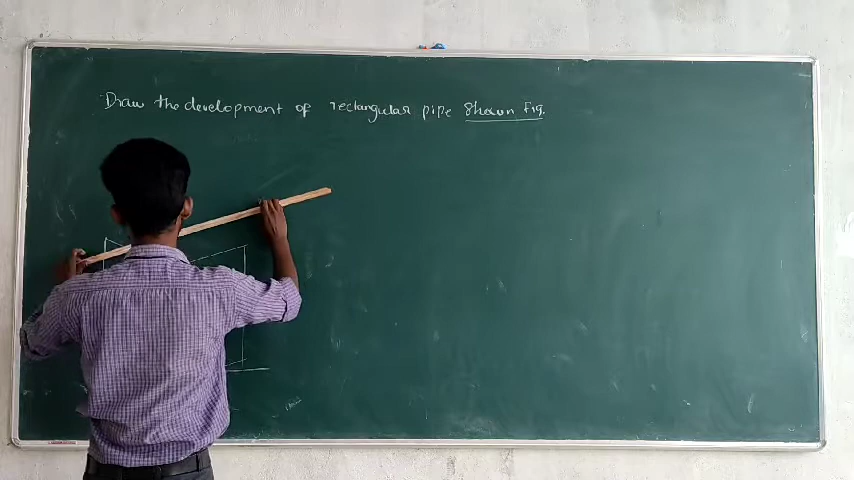 Draw the development of rectangular pipe Shown Fig.